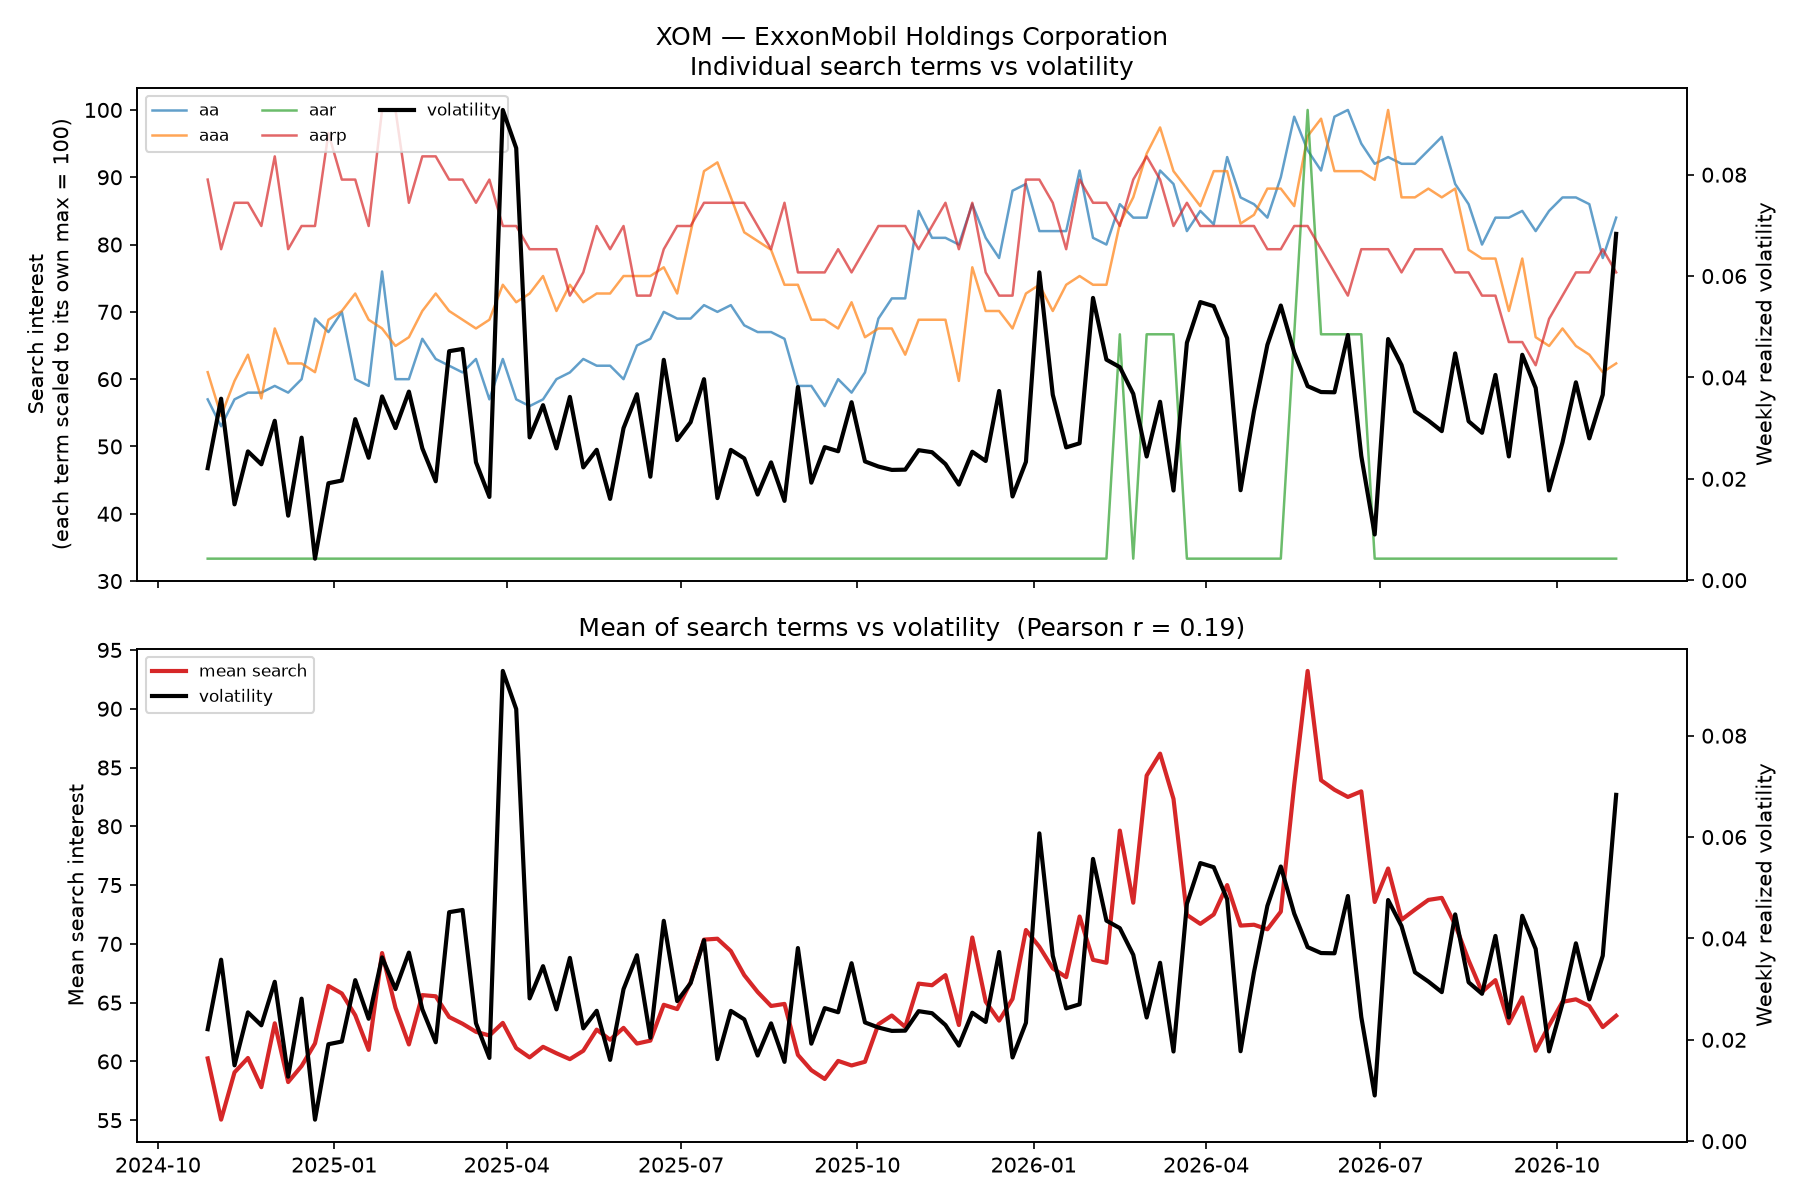 XOM — ExxonMobil Holdings Corporation
Individual search terms vs volatility
aa
aaa
aar
aarp
volatility
Search interest
(each term scaled to its own max = 100)
100
90
80
70
60
50
40
30
0.08
0.06
0.04
0.02
0.00
Weekly realized volatility
Mean of search terms vs volatility  (Pearson r = 0.19)
mean search
volatility
Mean search interest
95
90
85
80
75
70
65
60
55
0.08
0.06
0.04
0.02
0.00
Weekly realized volatility
2024-10
2025-01
2025-04
2025-07
2025-10
2026-01
2026-04
2026-07
2026-10